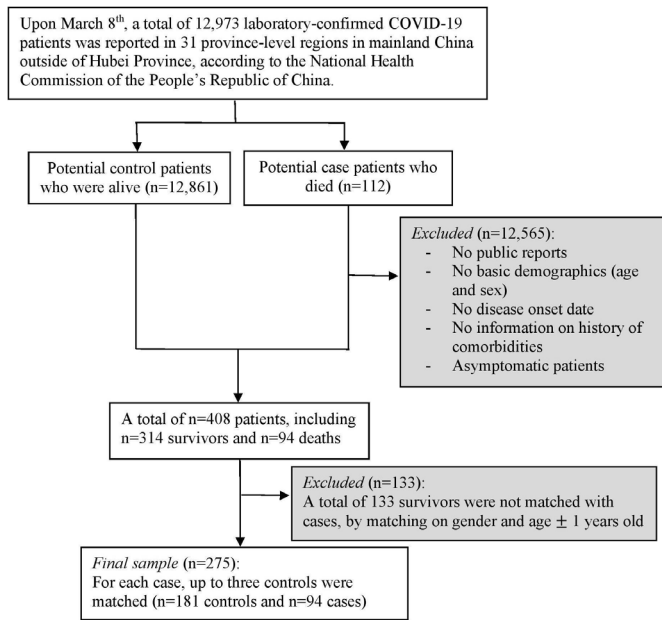 Upon March 8th, a total of 12,973 laboratory-confirmed COVID-19
patients was reported in 31 province-level regions in mainland China
outside of Hubei Province, according to the National Health
Commission of the People's Republic of China.
Potential control patients
who were alive (n=12,861)
Potential case patients who
died (n=112)
Excluded (n=12,565):
- No public reports
- No basic demographics (age
and sex)
- No disease onset date
- No information on history of
comorbidities
- Asymptomatic patients
A total of n=408 patients, including
n=314 survivors and n=94 deaths
Excluded (n=133):
A total of 133 survivors were not matched with
cases, by matching on gender and age ± 1 years old
Final sample (n=275):
For each case, up to three controls were
matched (n=181 controls and n=94 cases)